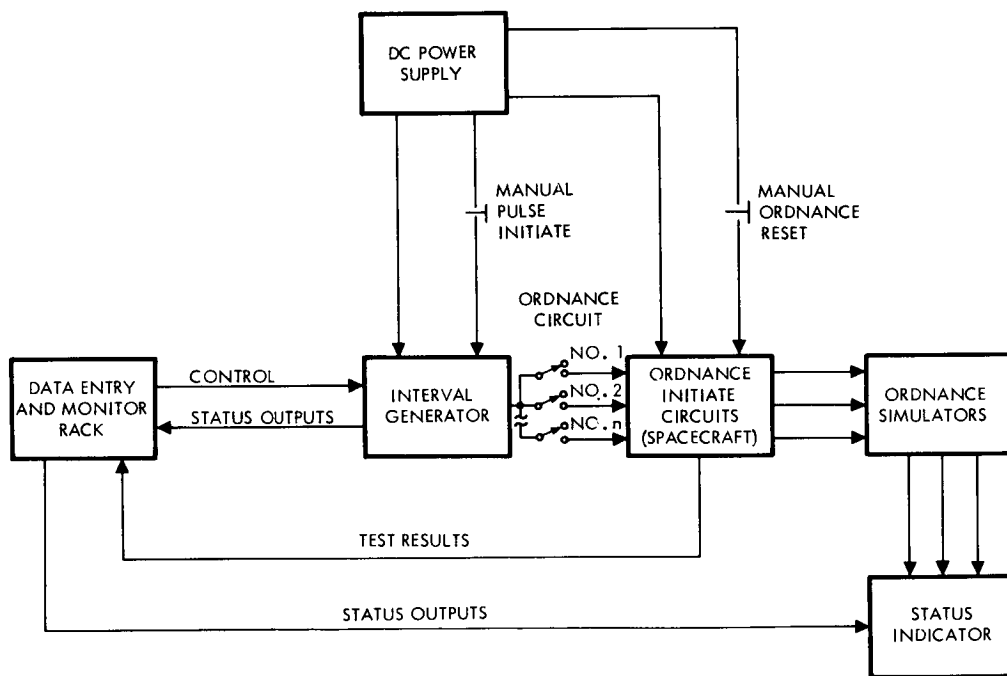 DC POWER
SUPPLY
MANUAL
PULSE
INITIATE
MANUAL
ORDNANCE
RESET
ORDNANCE
CIRCUIT
NO. 1
NO. 2
NO. n
DATA ENTRY
AND MONITOR
RACK
CONTROL
STATUS OUTPUTS
INTERVAL
GENERATOR
ORDNANCE
INITIATE
CIRCUITS
(SPACECRAFT)
ORDNANCE
SIMULATORS
TEST RESULTS
STATUS OUTPUTS
STATUS
INDICATOR